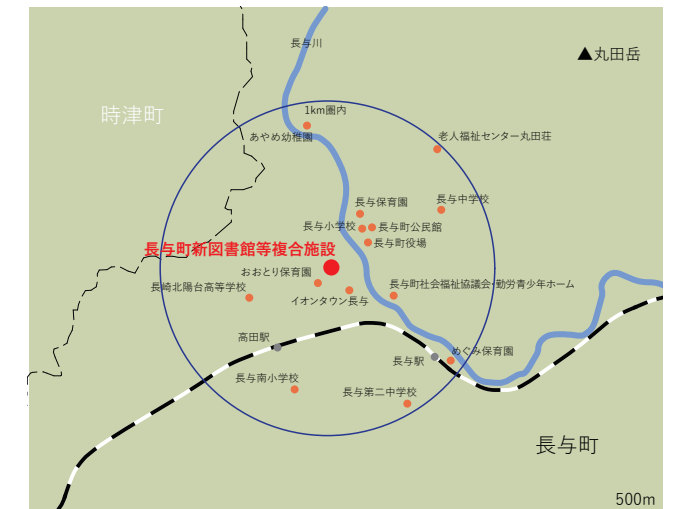 長与川
▲丸田岳
時津町
1km圏内
あやめ幼稚園
老人福祉センター丸田荘
長与保育園
長与中学校
長与小学校
長与町公民館
長与町役場
長与町新図書館等複合施設
おおとり保育園
長崎北陽台高等学校
イオンタウン長与
長与町社会福祉協議会・勤労青少年ホーム
高田駅
長与駅
めぐみ保育園
長与南小学校
長与第二中学校
長与町
500m